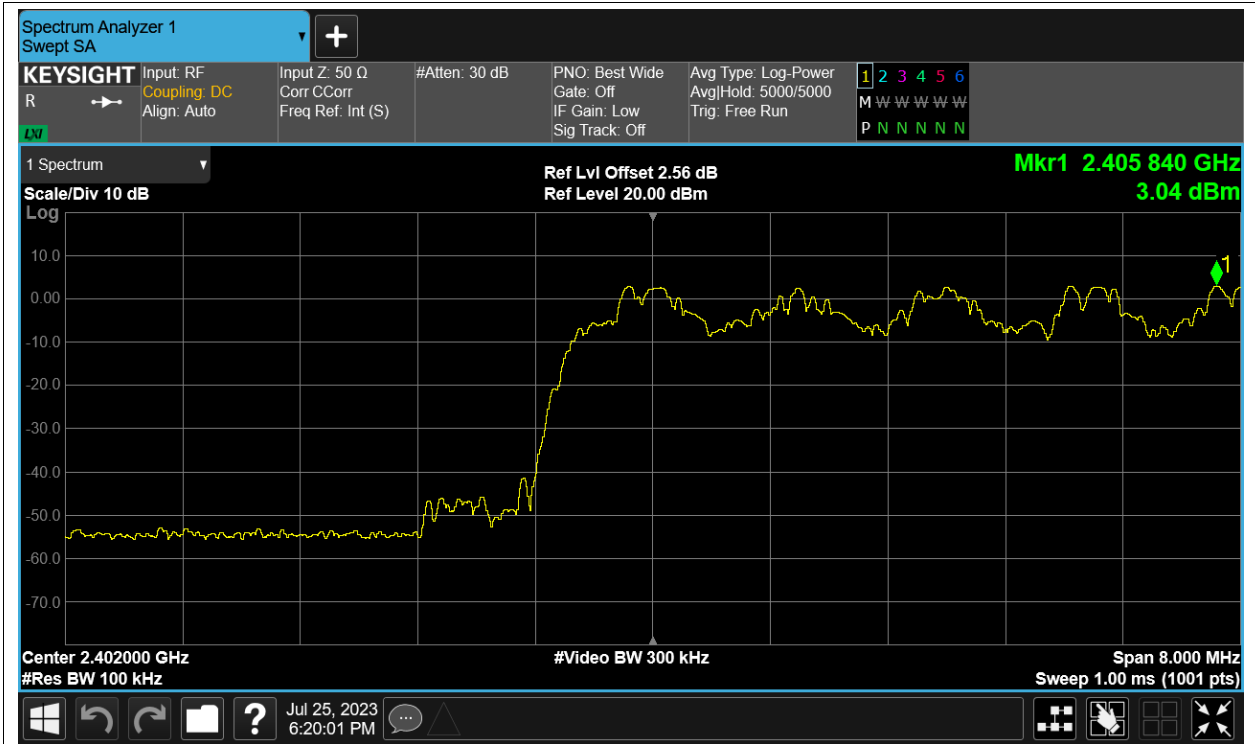 Spectrum Analyzer 1
Swept SA
KEYSIGHT
R
LXI
Input: RF
Coupling: DC
Align: Auto
Input Z: 50 Ω
Corr CCorr
Freq Ref: Int (S)
#Atten: 30 dB
PNO: Best Wide
Gate: Off
IF Gain: Low
Sig Track: Off
Avg Type: Log-Power
Avg|Hold: 5000/5000
Trig: Free Run
1 2 3 4 5 6
M W W W W W
P N N N N N
1 Spectrum
Scale/Div 10 dB
Log
Ref Lvl Offset 2.56 dB
Ref Level 20.00 dBm
Mkr1 2.405 840 GHz
3.04 dBm
1
10.0
0.00
-10.0
-20.0
-30.0
-40.0
-50.0
-60.0
-70.0
Center 2.402000 GHz
#Res BW 100 kHz
#Video BW 300 kHz
Span 8.000 MHz
Sweep 1.00 ms (1001 pts)
?
Jul 25, 2023
6:20:01 PM